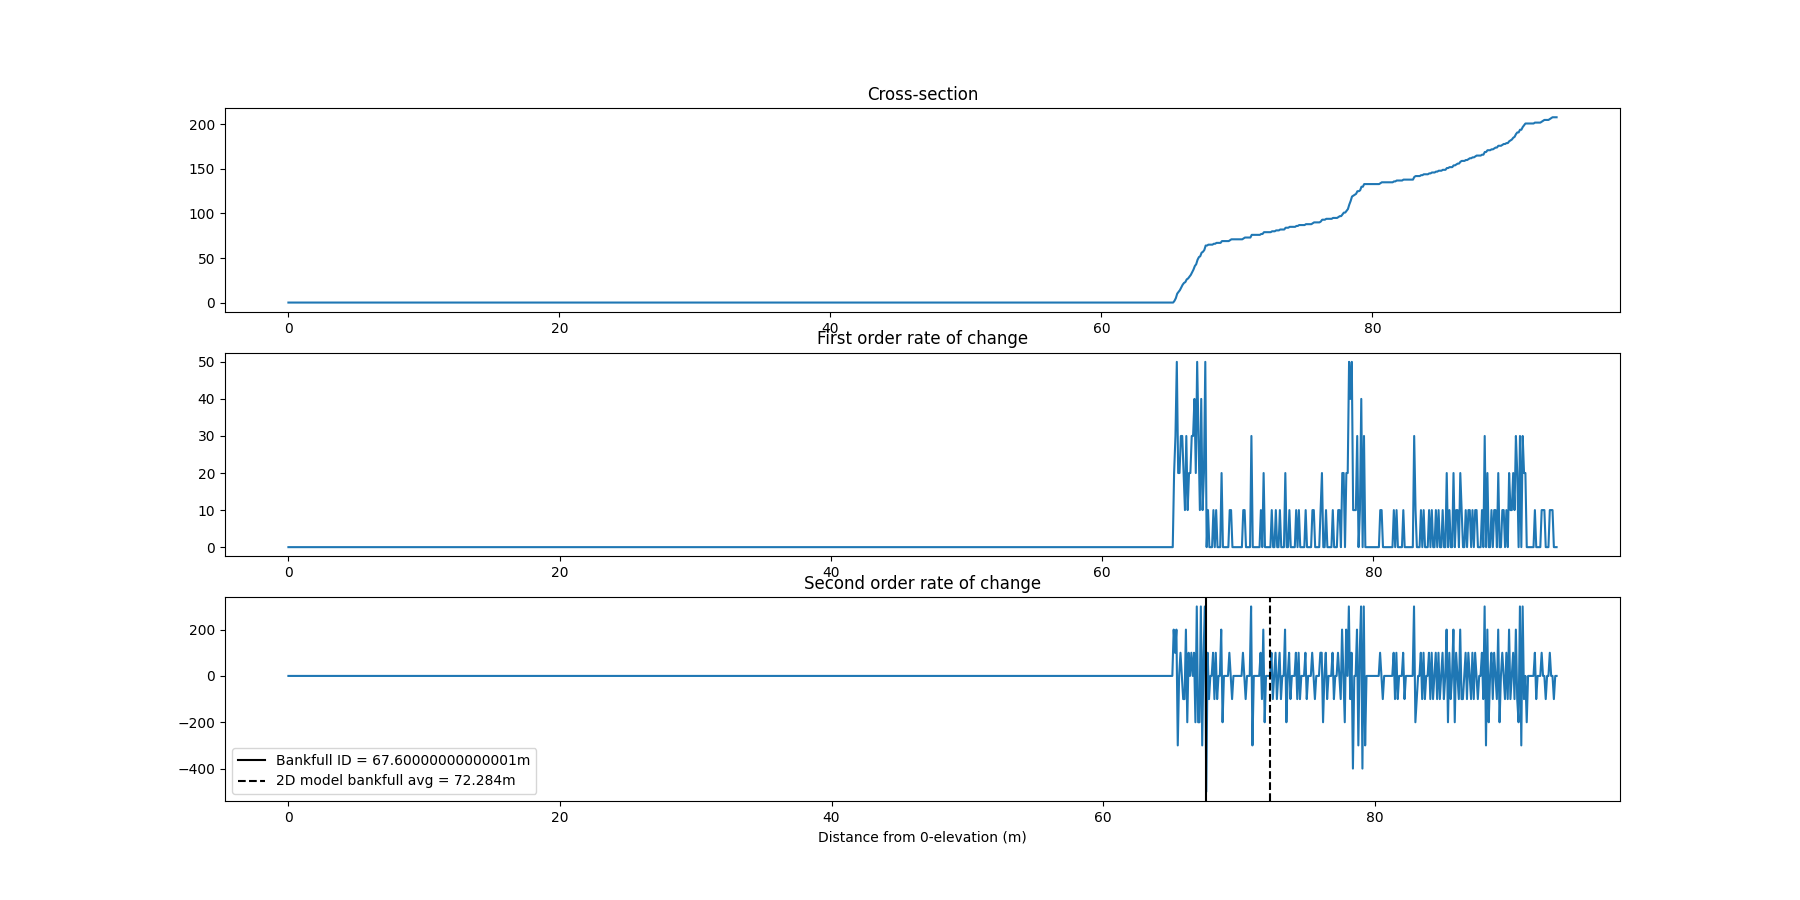 Cross-section
200
150
100
50
0
0 20 40 60 80
First order rate of change
50
40
30
20
10
0
0 20 40 60 80
Second order rate of change
200
0
−200
−400
Bankfull ID = 67.60000000000001m
2D model bankfull avg = 72.284m
0 20 40 60 80
Distance from 0-elevation (m)